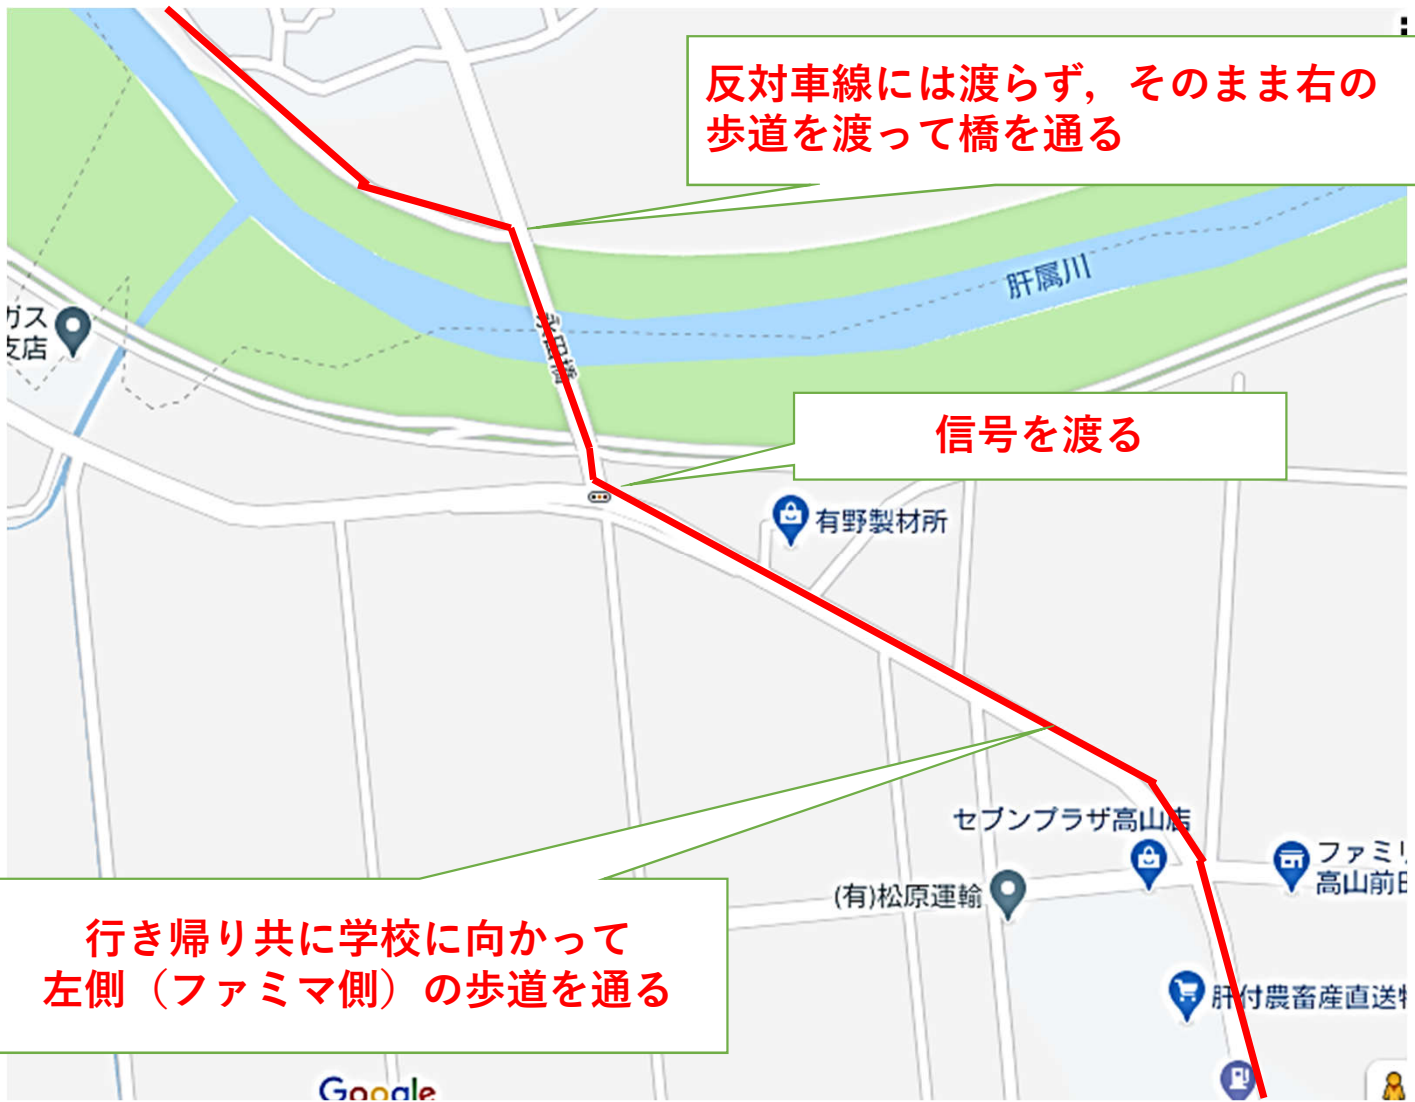 反対車線には渡らず，そのまま右の
歩道を渡って橋を通る
肝属川
ガス
支店
永田橋
信号を渡る
有野製材所
セブンプラザ高山店
ファミリ
高山前田
(有)松原運輸
行き帰り共に学校に向かって
左側（ファミマ側）の歩道を通る
肝付農畜産直送
Google